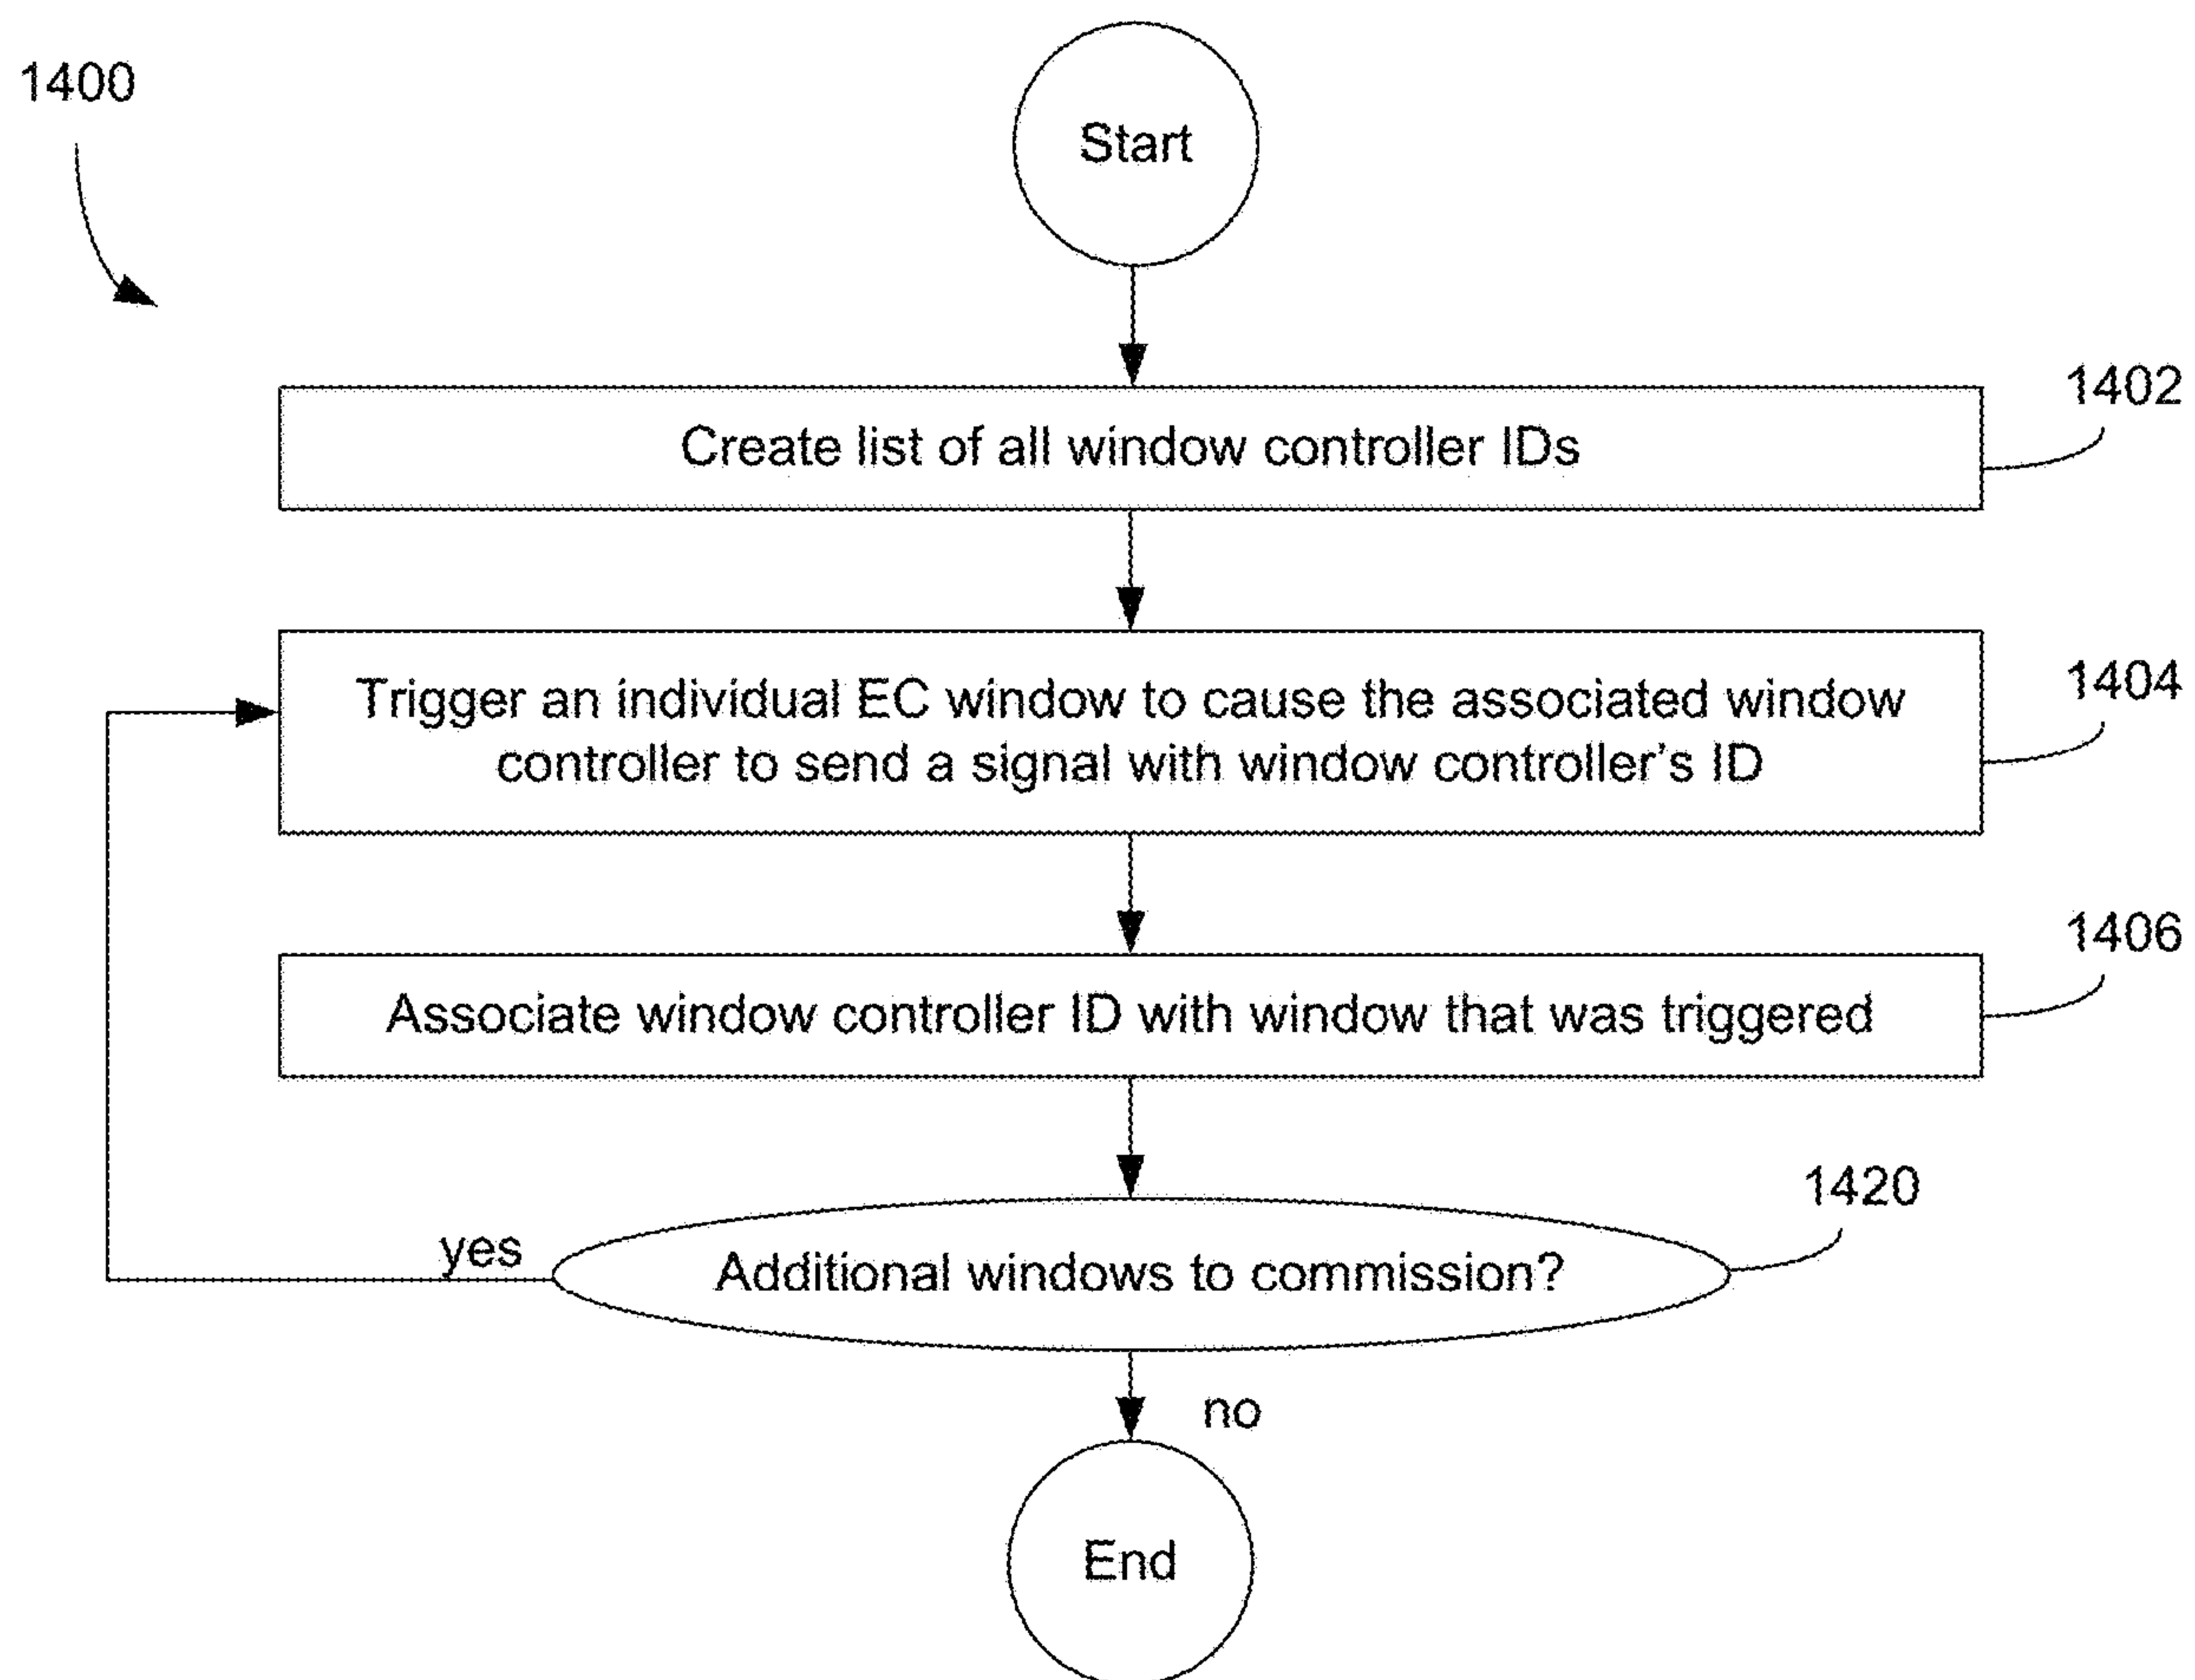 1400
Start
1402
Create list of all window controller IDs
1404
Trigger an individual EC window to cause the associated window
controller to send a signal with window controller's ID
1406
Associate window controller ID with window that was triggered
1420
yes
Additional windows to commission?
no
End